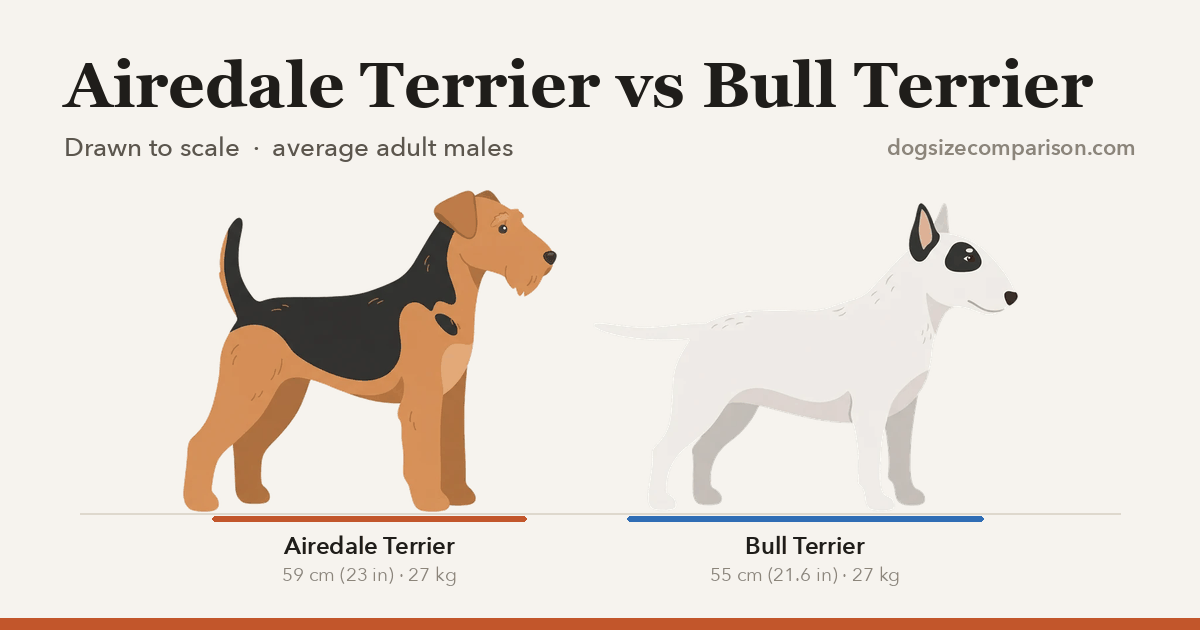 Airedale Terrier vs Bull Terrier
Drawn to scale · average adult males
dogsizecomparison.com
Airedale Terrier
59 cm (23 in) · 27 kg
Bull Terrier
55 cm (21.6 in) · 27 kg